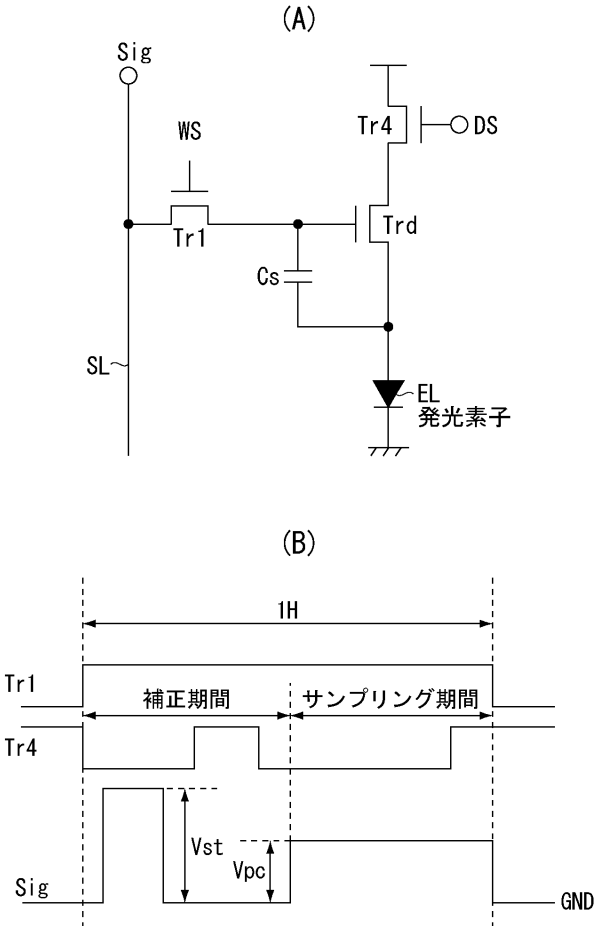 (A)
Sig
WS
Tr4
DS
Tr1
Trd
Cs
SL
EL
発光素子
(B)
1H
Tr1
補正期間
サンプリング期間
Tr4
Vst
Vpc
Sig
GND